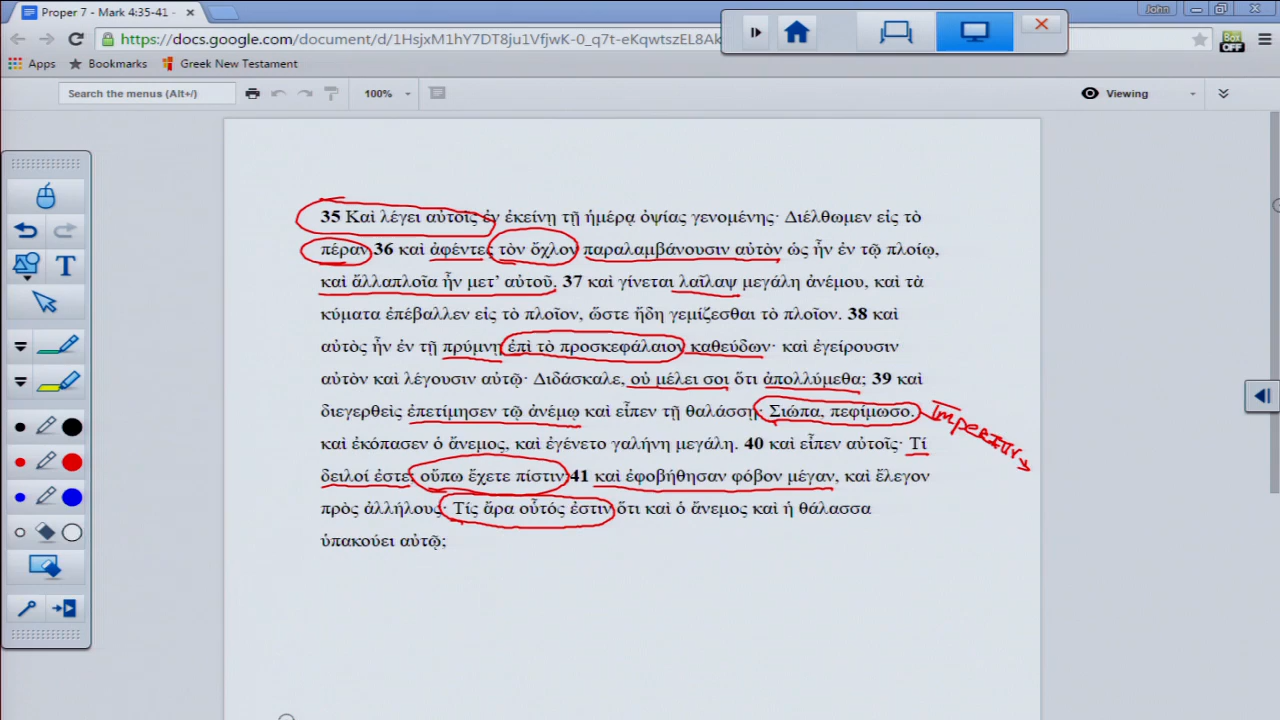 Proper 7 - Mark 4:35-41 -
John
https://docs.google.com/document/d/1HsjxM1hY7DT8ju1VfjwK-0_q7t-eKqwtszEL8Ak
OFF
Apps
Bookmarks
Greek New Testament
Search the menus (Alt+/)
100%
Viewing
T
35 Καὶ λέγει αὐτοῖς ἐν ἐκείνῃ τῇ ἡμέρᾳ ὀψίας γενομένης· Διέλθωμεν εἰς τὸ
πέραν 36 καὶ ἀφέντες τὸν ὄχλον παραλαμβάνουσιν αὐτὸν ὡς ἦν ἐν τῷ πλοίῳ,
καὶ ἄλλαπλοῖα ἦν μετ’ αὐτοῦ. 37 καὶ γίνεται λαῖλαψ μεγάλη ἀνέμου, καὶ τὰ
κύματα ἐπέβαλλεν εἰς τὸ πλοῖον, ὥστε ἤδη γεμίζεσθαι τὸ πλοῖον. 38 καὶ
αὐτὸς ἦν ἐν τῇ πρύμνῃ ἐπὶ τὸ προσκεφάλαιον καθεύδων· καὶ ἐγείρουσιν
αὐτὸν καὶ λέγουσιν αὐτῷ· Διδάσκαλε, οὐ μέλει σοι ὅτι ἀπολλύμεθα; 39 καὶ
διεγερθεὶς ἐπετίμησεν τῷ ἀνέμῳ καὶ εἶπεν τῇ θαλάσσῃ· Σιώπα, πεφίμωσο.
καὶ ἐκόπασεν ὁ ἄνεμος, καὶ ἐγένετο γαλήνη μεγάλη. 40 καὶ εἶπεν αὐτοῖς· Τί
δειλοί ἐστε; οὔπω ἔχετε πίστιν; 41 καὶ ἐφοβήθησαν φόβον μέγαν, καὶ ἔλεγον
πρὸς ἀλλήλους· Τίς ἄρα οὗτός ἐστιν ὅτι καὶ ὁ ἄνεμος καὶ ἡ θάλασσα
ὑπακούει αὐτῷ;